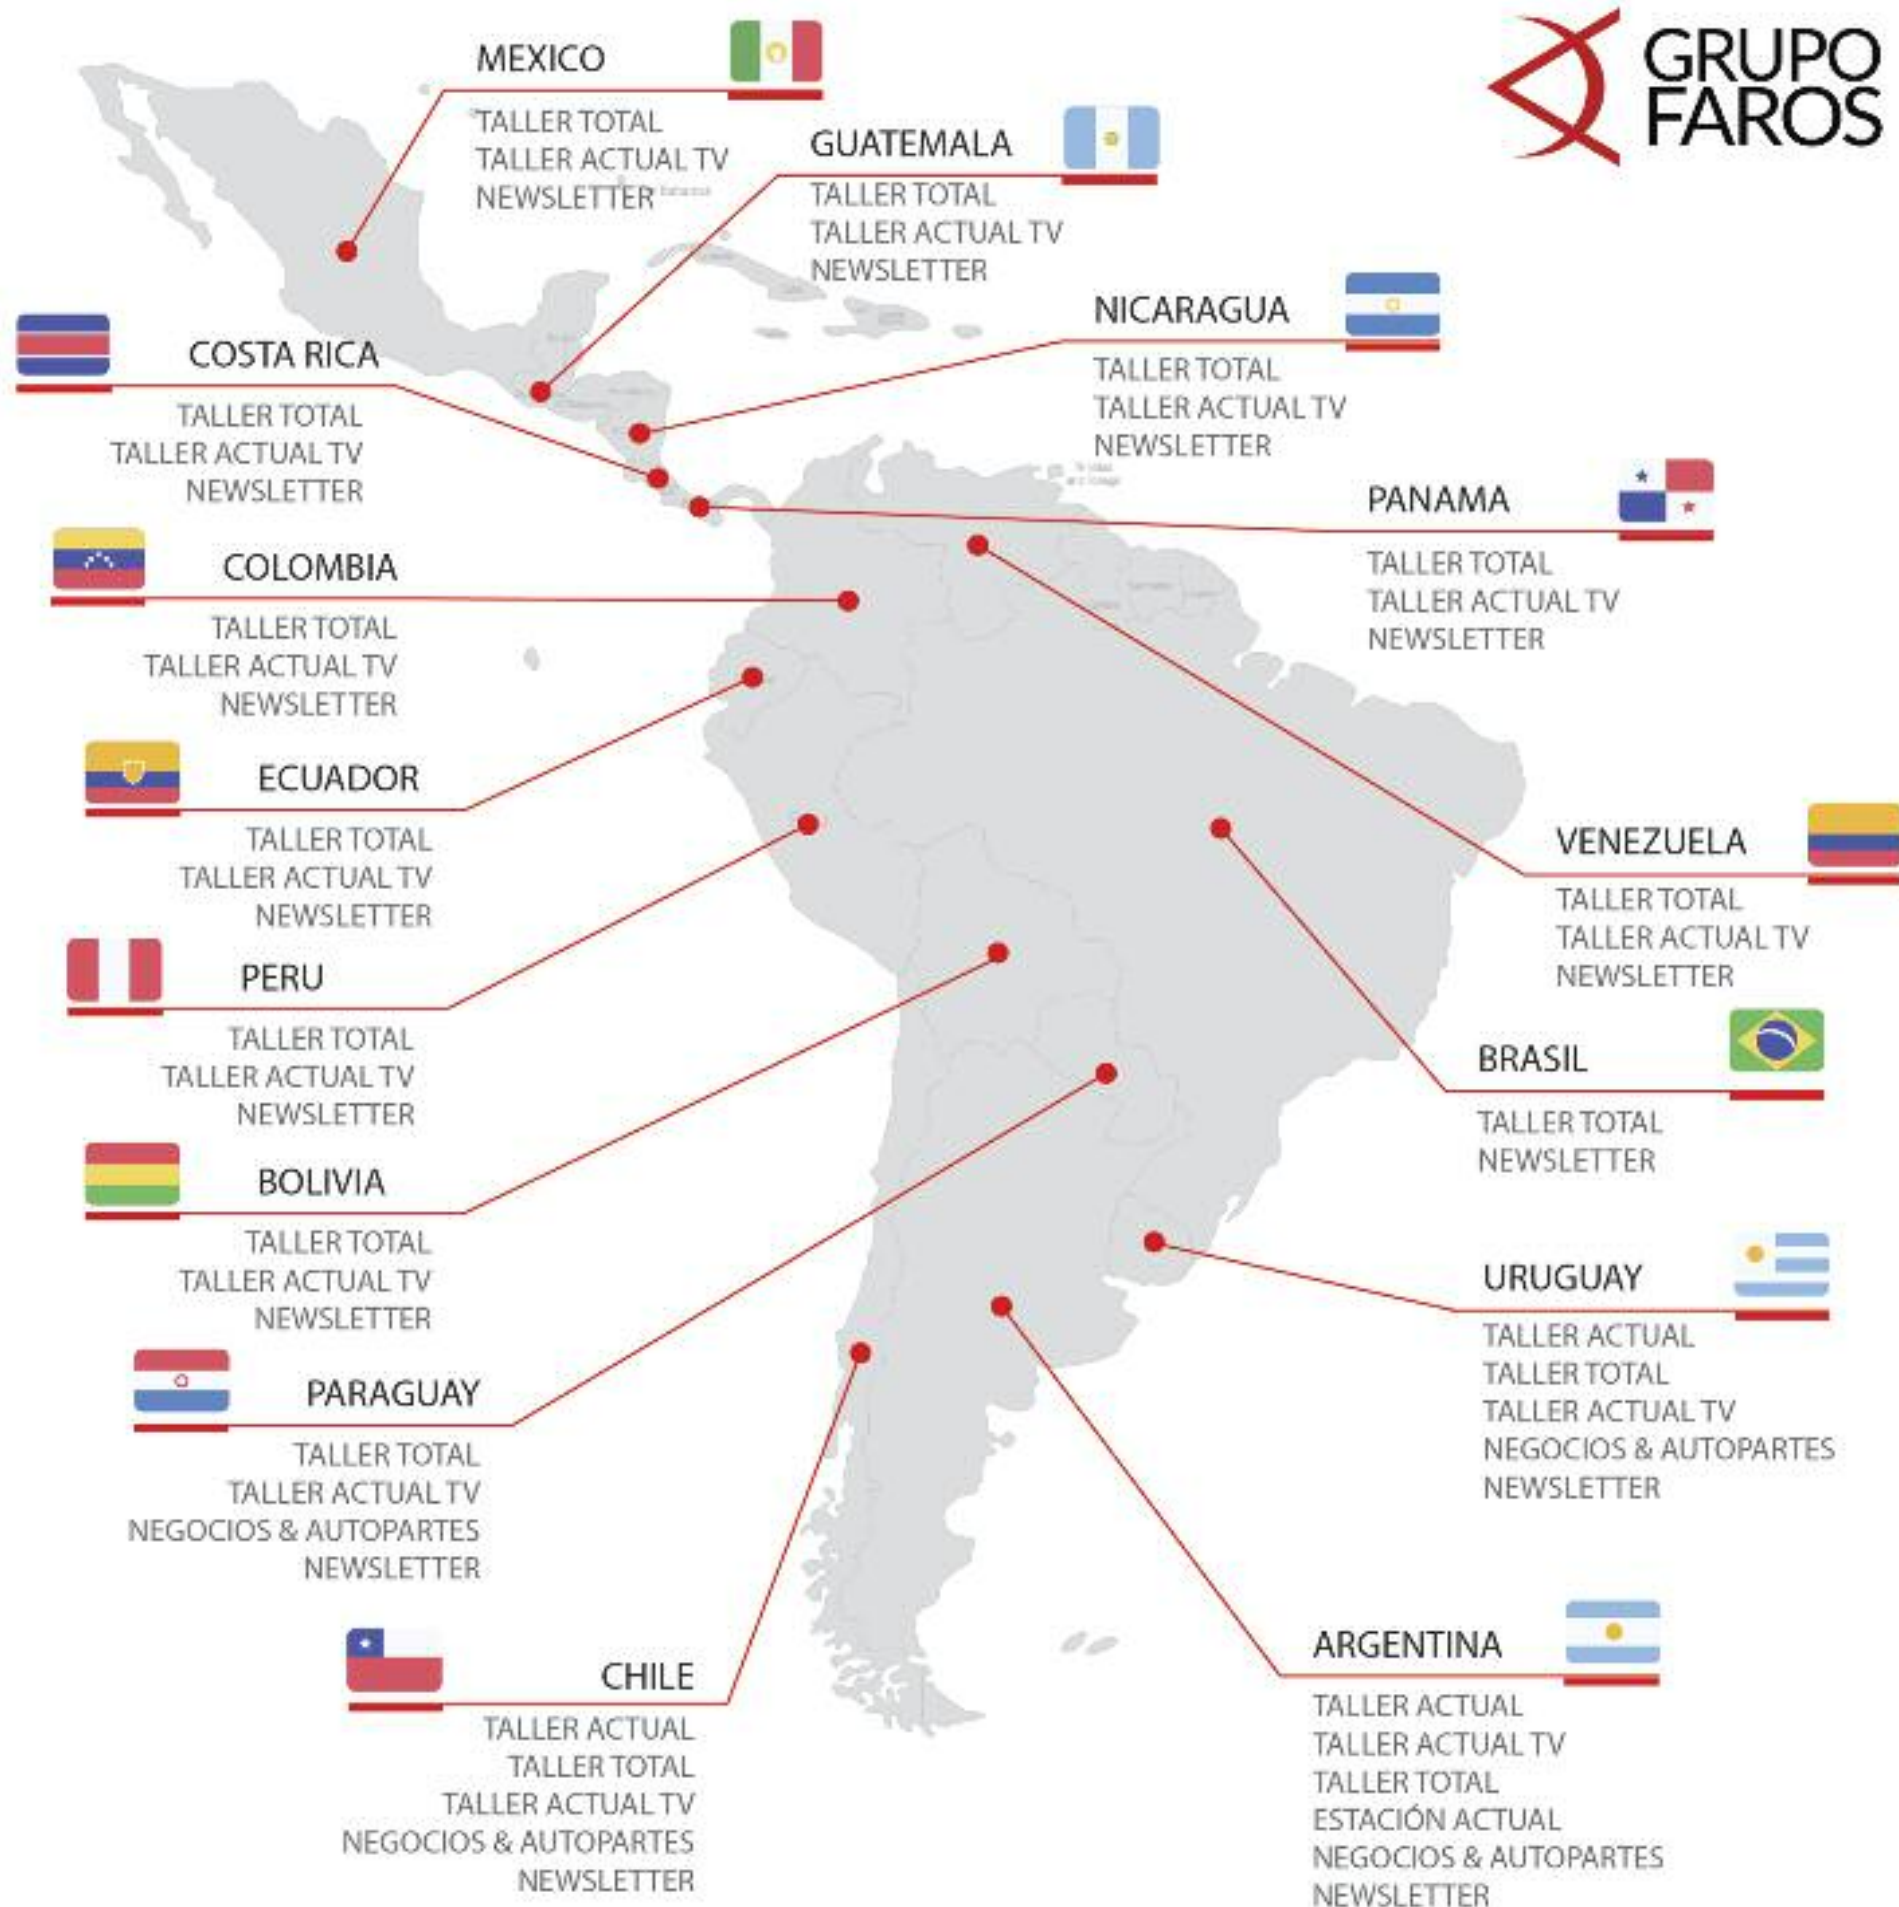 GRUPO
FAROS
MEXICO
TALLER TOTAL
TALLER ACTUAL TV
NEWSLETTER
GUATEMALA
TALLER TOTAL
TALLER ACTUAL TV
NEWSLETTER
NICARAGUA
TALLER TOTAL
TALLER ACTUAL TV
NEWSLETTER
COSTA RICA
TALLER TOTAL
TALLER ACTUAL TV
NEWSLETTER
PANAMA
TALLER TOTAL
TALLER ACTUAL TV
NEWSLETTER
COLOMBIA
TALLER TOTAL
TALLER ACTUAL TV
NEWSLETTER
ECUADOR
TALLER TOTAL
TALLER ACTUAL TV
NEWSLETTER
VENEZUELA
TALLER TOTAL
TALLER ACTUAL TV
NEWSLETTER
PERU
TALLER TOTAL
TALLER ACTUAL TV
NEWSLETTER
BRASIL
TALLER TOTAL
NEWSLETTER
BOLIVIA
TALLER TOTAL
TALLER ACTUAL TV
NEWSLETTER
URUGUAY
TALLER ACTUAL
TALLER TOTAL
TALLER ACTUAL TV
NEGOCIOS & AUTOPARTES
NEWSLETTER
PARAGUAY
TALLER TOTAL
TALLER ACTUAL TV
NEGOCIOS & AUTOPARTES
NEWSLETTER
CHILE
TALLER ACTUAL
TALLER TOTAL
TALLER ACTUAL TV
NEGOCIOS & AUTOPARTES
NEWSLETTER
ARGENTINA
TALLER ACTUAL
TALLER ACTUAL TV
TALLER TOTAL
ESTACIÓN ACTUAL
NEGOCIOS & AUTOPARTES
NEWSLETTER